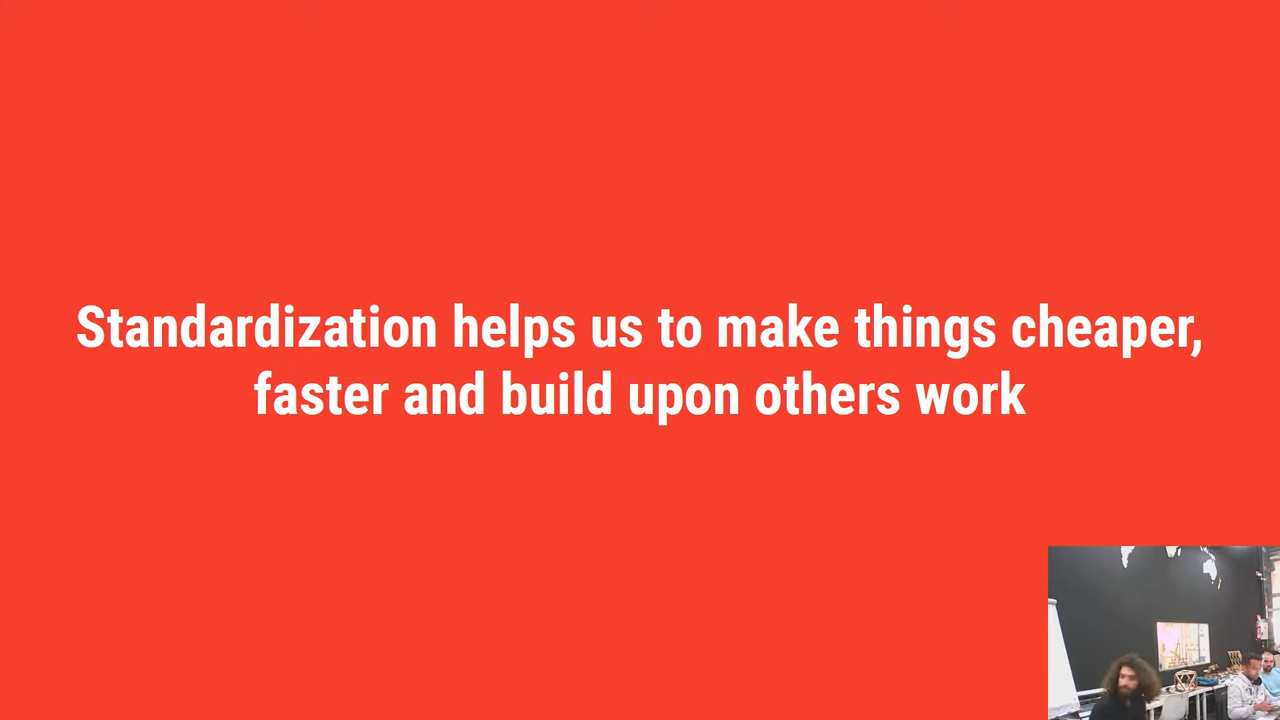 Standardization helps us to make things cheaper,
faster and build upon others work